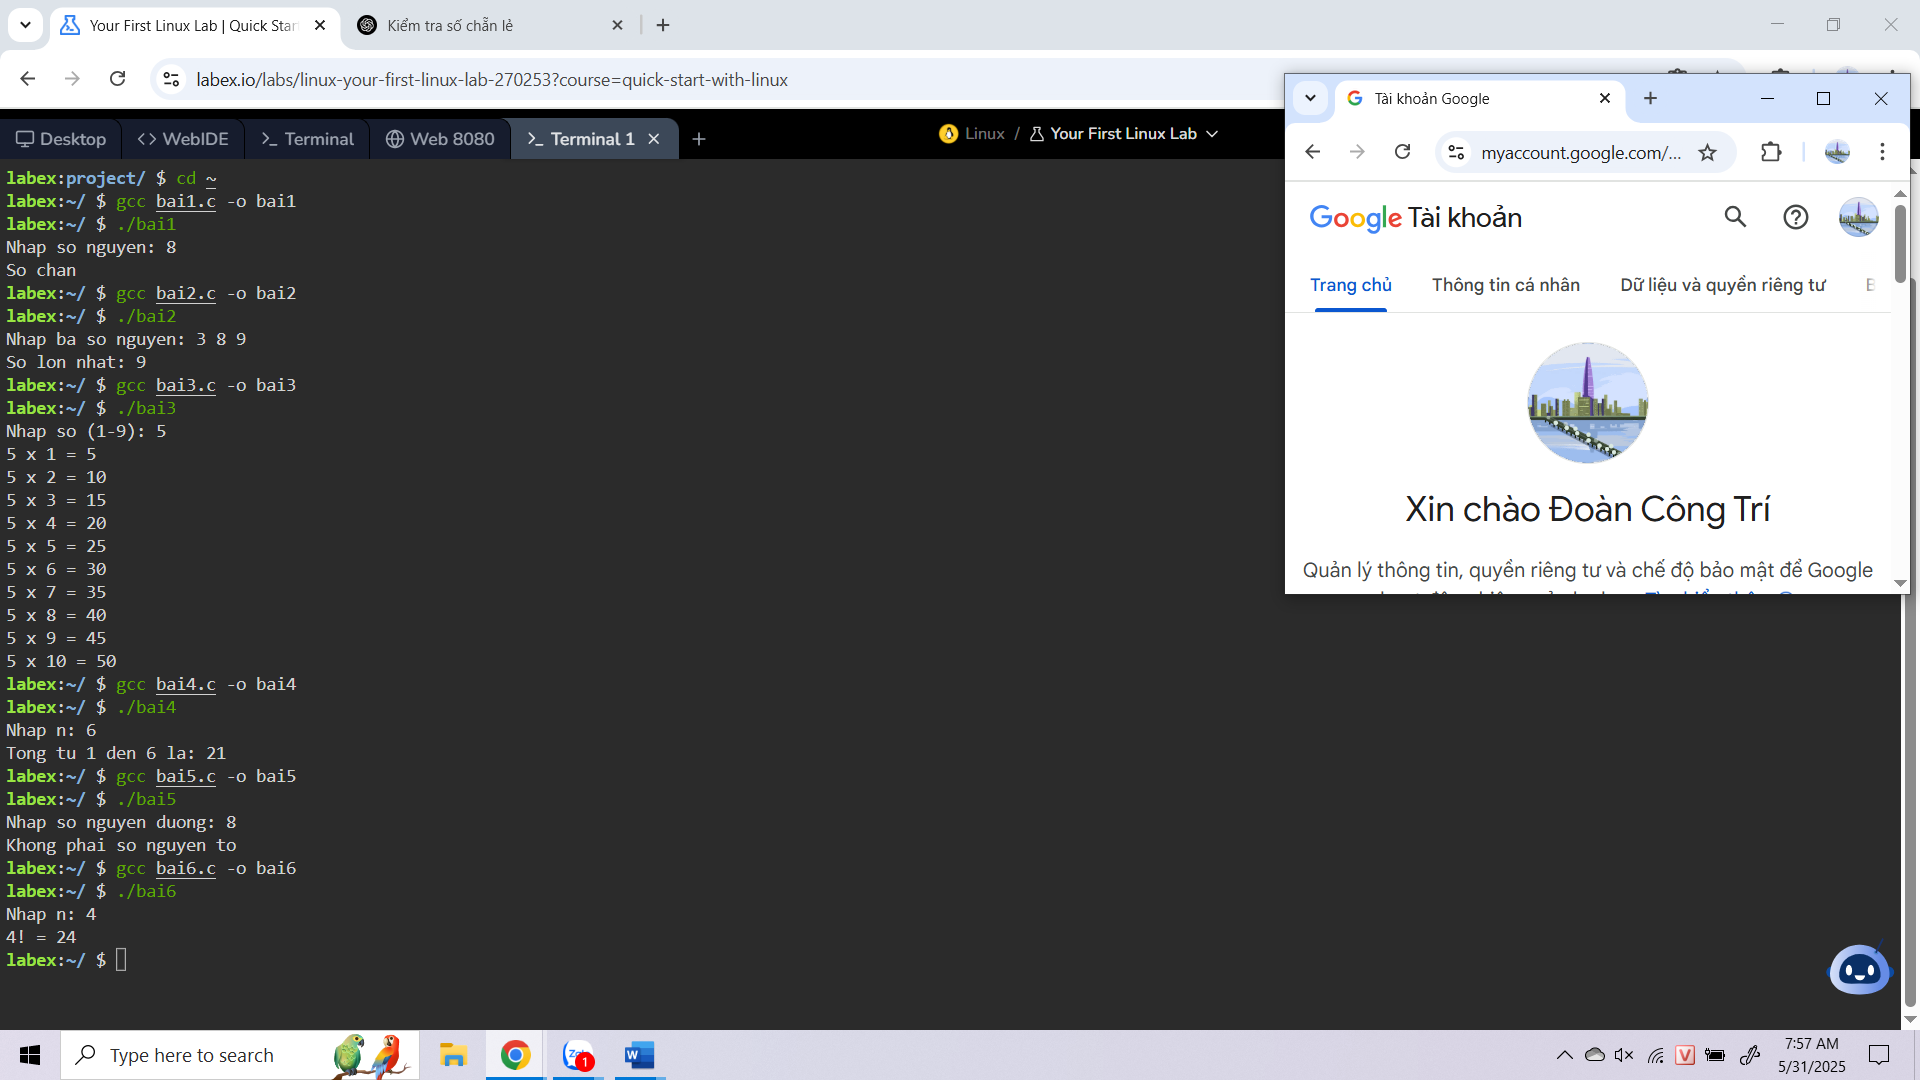 Your First Linux Lab | Quick Star
Kiểm tra số chẵn lẻ
labex.io/labs/linux-your-first-linux-lab-270253?course=quick-start-with-linux
Desktop
WebIDE
Terminal
Web 8080
Terminal 1
Linux / Your First Linux Lab
labex:project/ $ cd ~
labex:~/ $ gcc bai1.c -o bai1
labex:~/ $ ./bai1
Nhap so nguyen: 8
So chan
labex:~/ $ gcc bai2.c -o bai2
labex:~/ $ ./bai2
Nhap ba so nguyen: 3 8 9
So lon nhat: 9
labex:~/ $ gcc bai3.c -o bai3
labex:~/ $ ./bai3
Nhap so (1-9): 5
5 x 1 = 5
5 x 2 = 10
5 x 3 = 15
5 x 4 = 20
5 x 5 = 25
5 x 6 = 30
5 x 7 = 35
5 x 8 = 40
5 x 9 = 45
5 x 10 = 50
labex:~/ $ gcc bai4.c -o bai4
labex:~/ $ ./bai4
Nhap n: 6
Tong tu 1 den 6 la: 21
labex:~/ $ gcc bai5.c -o bai5
labex:~/ $ ./bai5
Nhap so nguyen duong: 8
Khong phai so nguyen to
labex:~/ $ gcc bai6.c -o bai6
labex:~/ $ ./bai6
Nhap n: 4
4! = 24
labex:~/ $
Tài khoản Google
myaccount.google.com/...
Google Tài khoản
Trang chủ
Thông tin cá nhân
Dữ liệu và quyền riêng tư
Xin chào Đoàn Công Trí
Quản lý thông tin, quyền riêng tư và chế độ bảo mật để Google
Type here to search
1
7:57 AM
5/31/2025